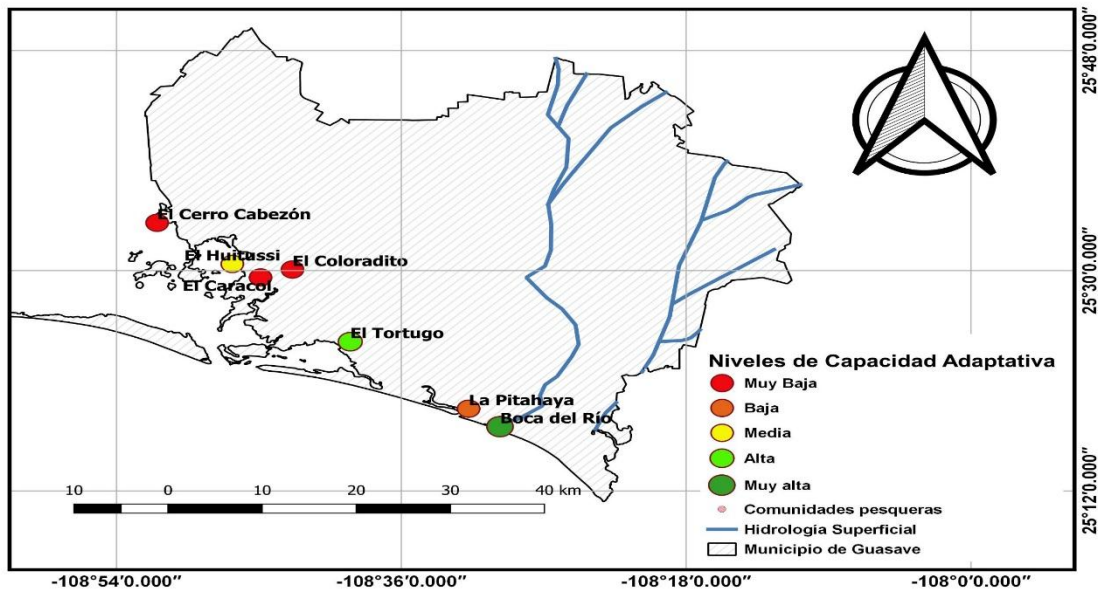 25°48'0.000"
El Cerro Cabezón
El Huitussi
El Coloradito
El Caracol
25°30'0.000"
El Tortugo
La Pitahaya
Boca del Río
Niveles de Capacidad Adaptativa
Muy Baja
Baja
Media
Alta
Muy alta
Comunidades pesqueras
Hidrología Superficial
Municipio de Guasave
10 0 10 20 30 40 km
25°12'0.000"
-108°54'0.000" -108°36'0.000" -108°18'0.000" -108°0'0.000"